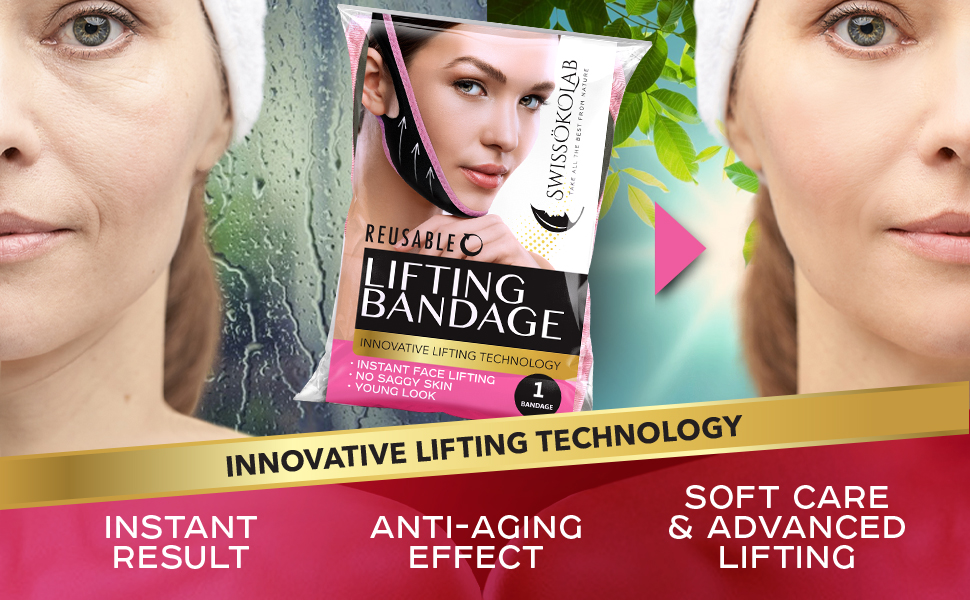 SWISSÖKOLAB
TAKE ALL THE BEST FROM NATURE
REUSABLE
LIFTING
BANDAGE
INNOVATIVE LIFTING TECHNOLOGY
• INSTANT FACE LIFTING
• NO SAGGY SKIN
• YOUNG LOOK
1
BANDAGE
INNOVATIVE LIFTING TECHNOLOGY
INSTANT
RESULT
ANTI-AGING
EFFECT
SOFT CARE
& ADVANCED
LIFTING